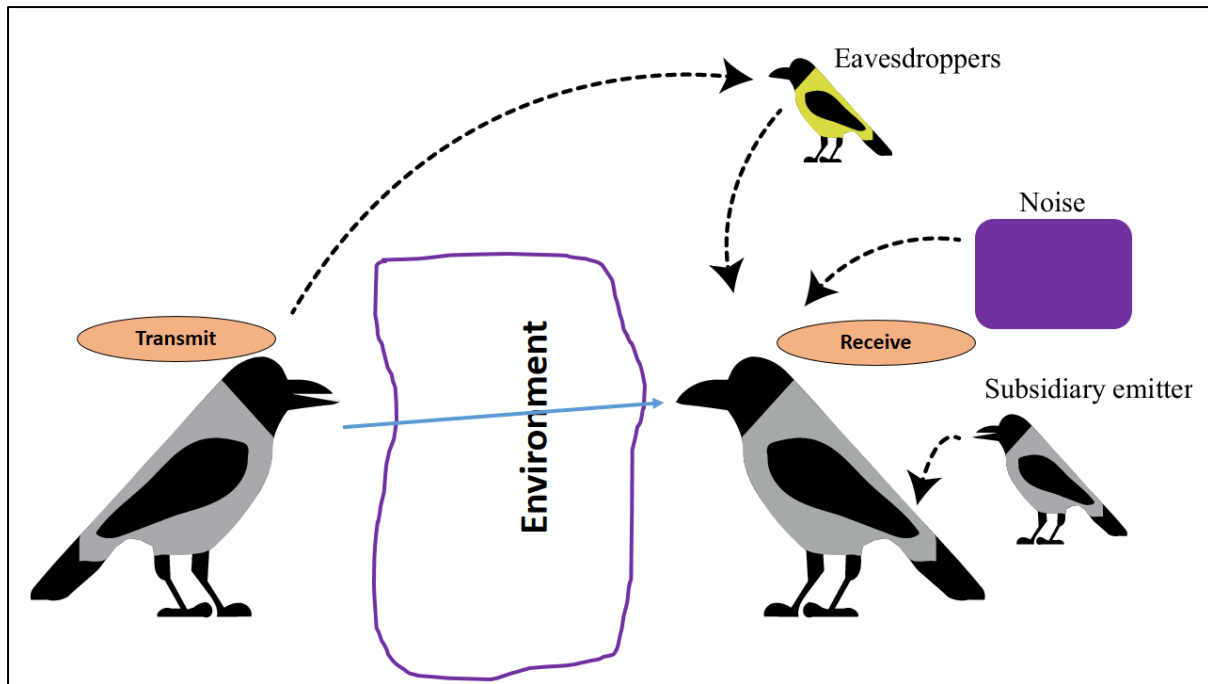 Eavesdroppers
Noise
Transmit
Environment
Receive
Subsidiary emitter